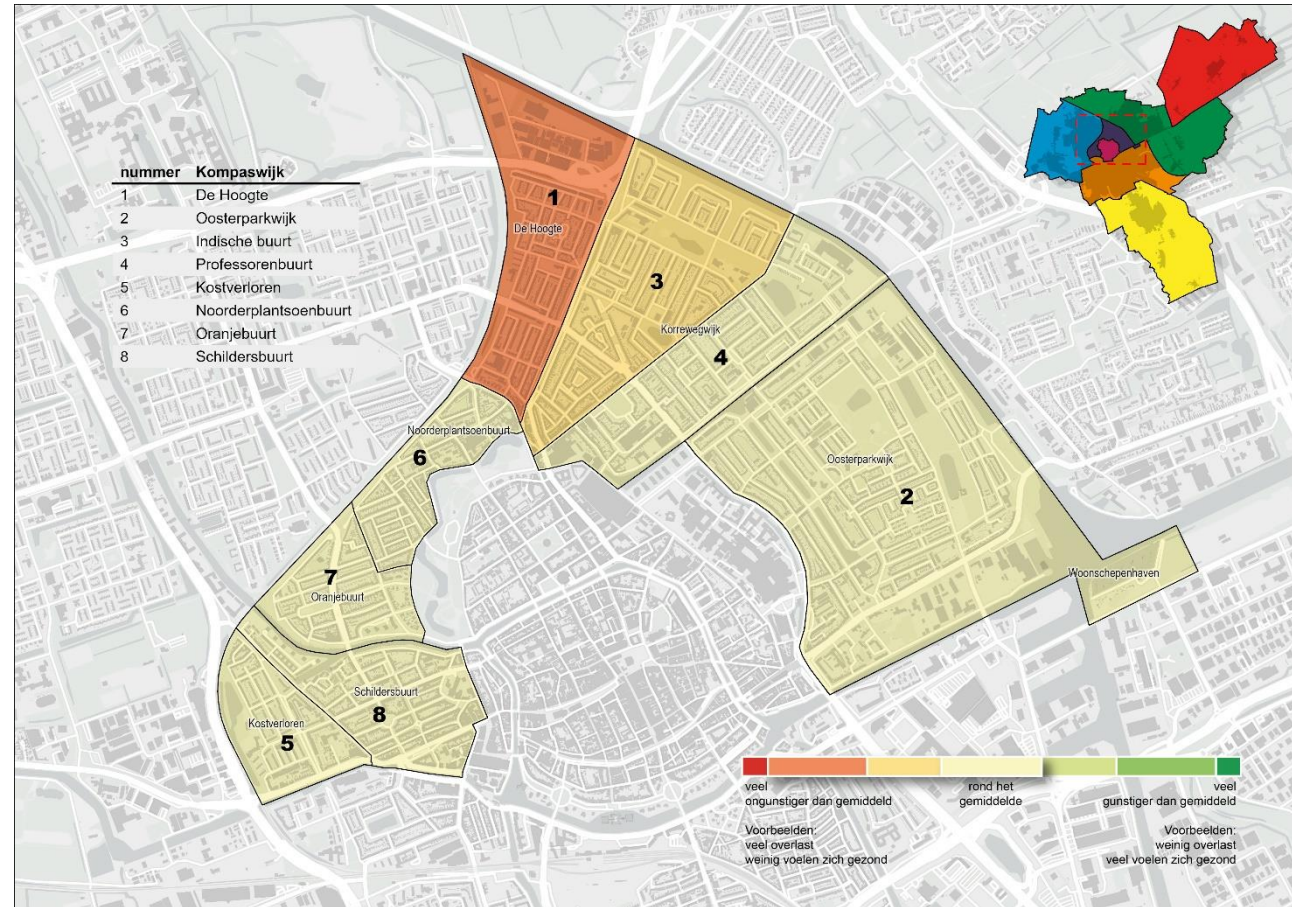 nummer Kompaswijk
1 De Hoogte
2 Oosterparkwijk
3 Indische buurt
4 Professorenbuurt
5 Kostverloren
6 Noorderplantsoenbuurt
7 Oranjebuurt
8 Schildersbuurt
1
De Hoogte
3
Korrewegwijk
4
Noorderplantsoenbuurt
6
Oosterparkwijk
2
Woonschepenhaven
7
Oranjebuurt
Schildersbuurt
8
Kostverloren
5
veel
ongunstiger dan gemiddeld
rond het
gemiddelde
veel
gunstiger dan gemiddeld
Voorbeelden:
veel overlast
weinig voelen zich gezond
Voorbeelden:
weinig overlast
veel voelen zich gezond